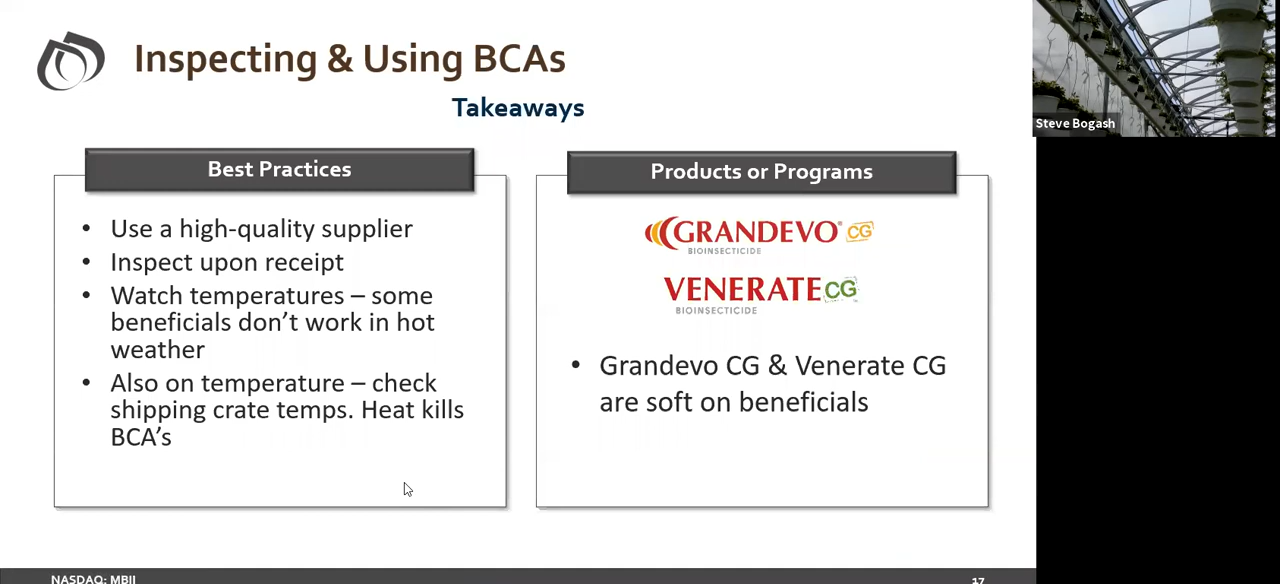 Inspecting & Using BCAs
Takeaways
Best Practices
• Use a high-quality supplier
• Inspect upon receipt
• Watch temperatures – some
beneficials don't work in hot
weather
• Also on temperature – check
shipping crate temps. Heat kills
BCA's
Products or Programs
GRANDEVO® CG
BIOINSECTICIDE
VENERATE CG
BIOINSECTICIDE
• Grandevo CG & Venerate CG
are soft on beneficials
Steve Bogash
NASDAQ: MBII
17